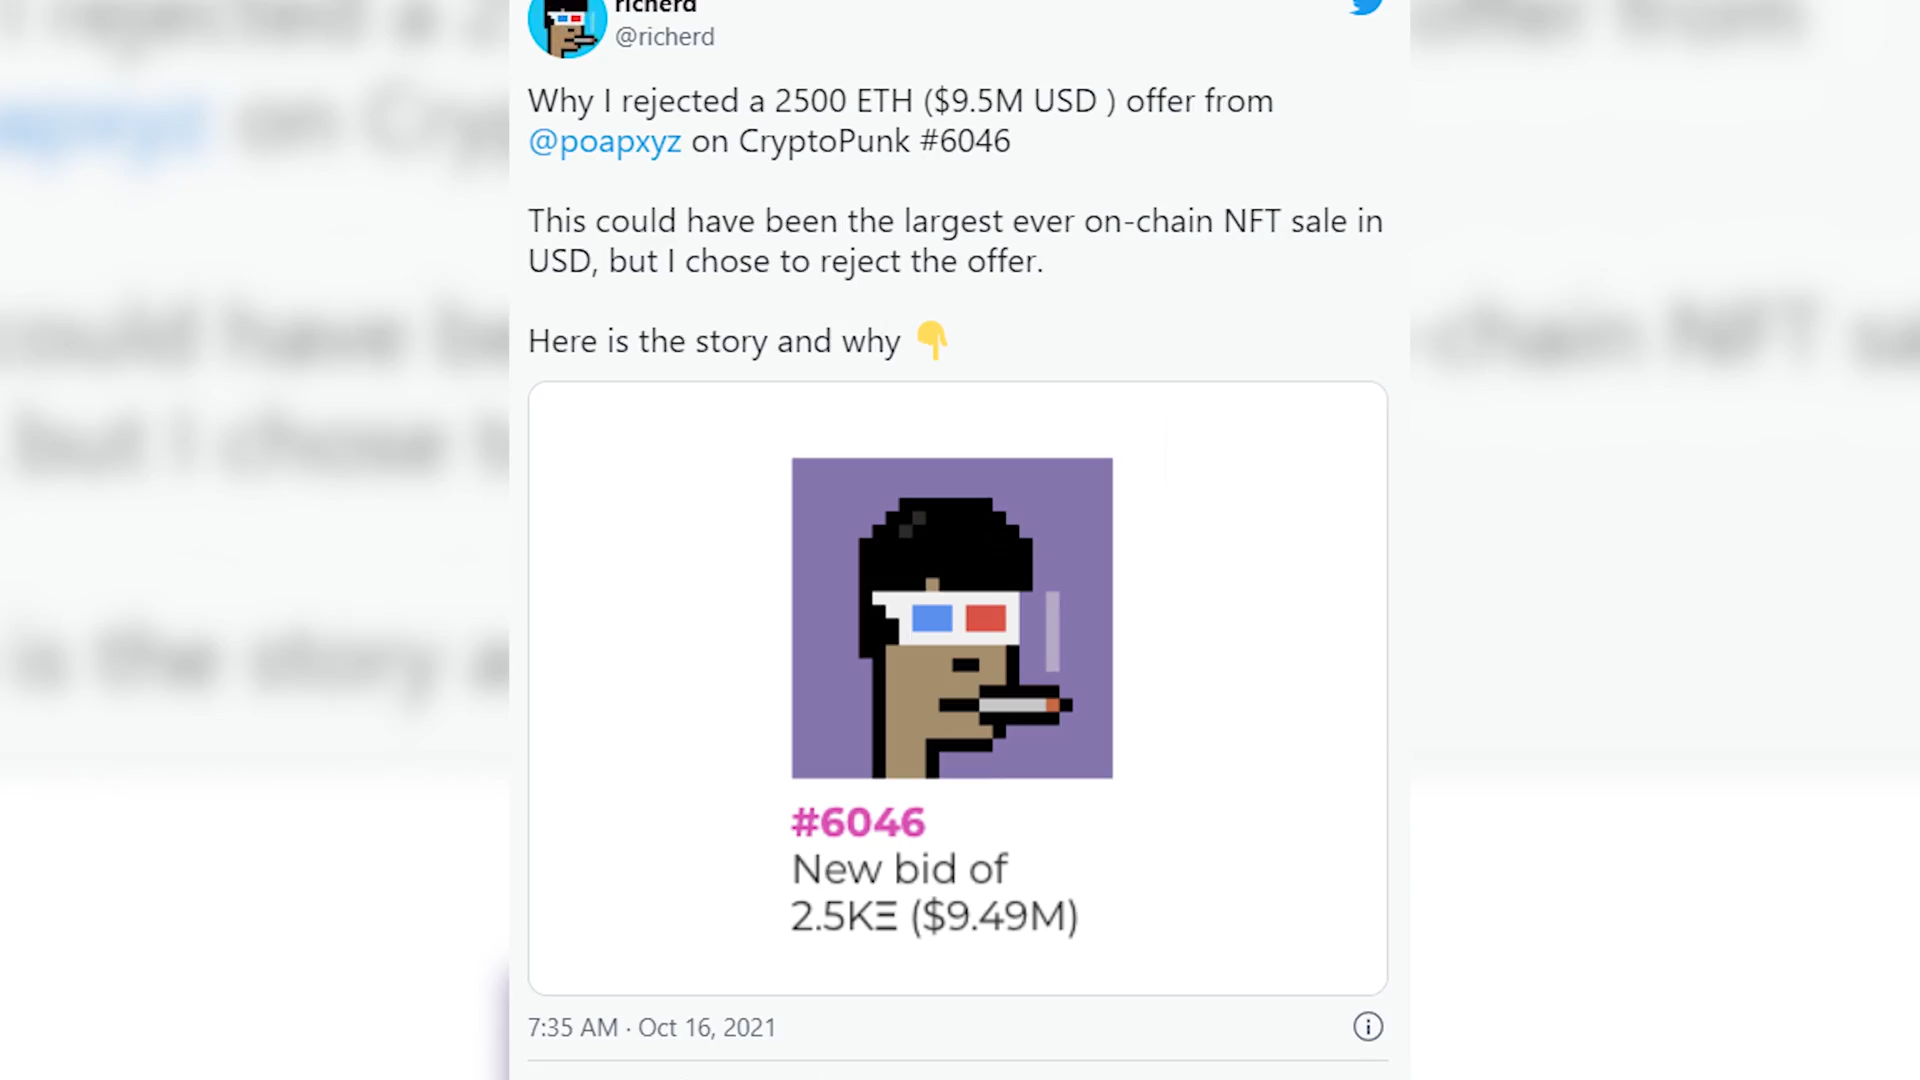 richerd
@richerd
Why I rejected a 2500 ETH ($9.5M USD ) offer from
@poapxyz on CryptoPunk #6046
This could have been the largest ever on-chain NFT sale in
USD, but I chose to reject the offer.
Here is the story and why 👇
#6046
New bid of
2.5KΞ ($9.49M)
7:35 AM · Oct 16, 2021